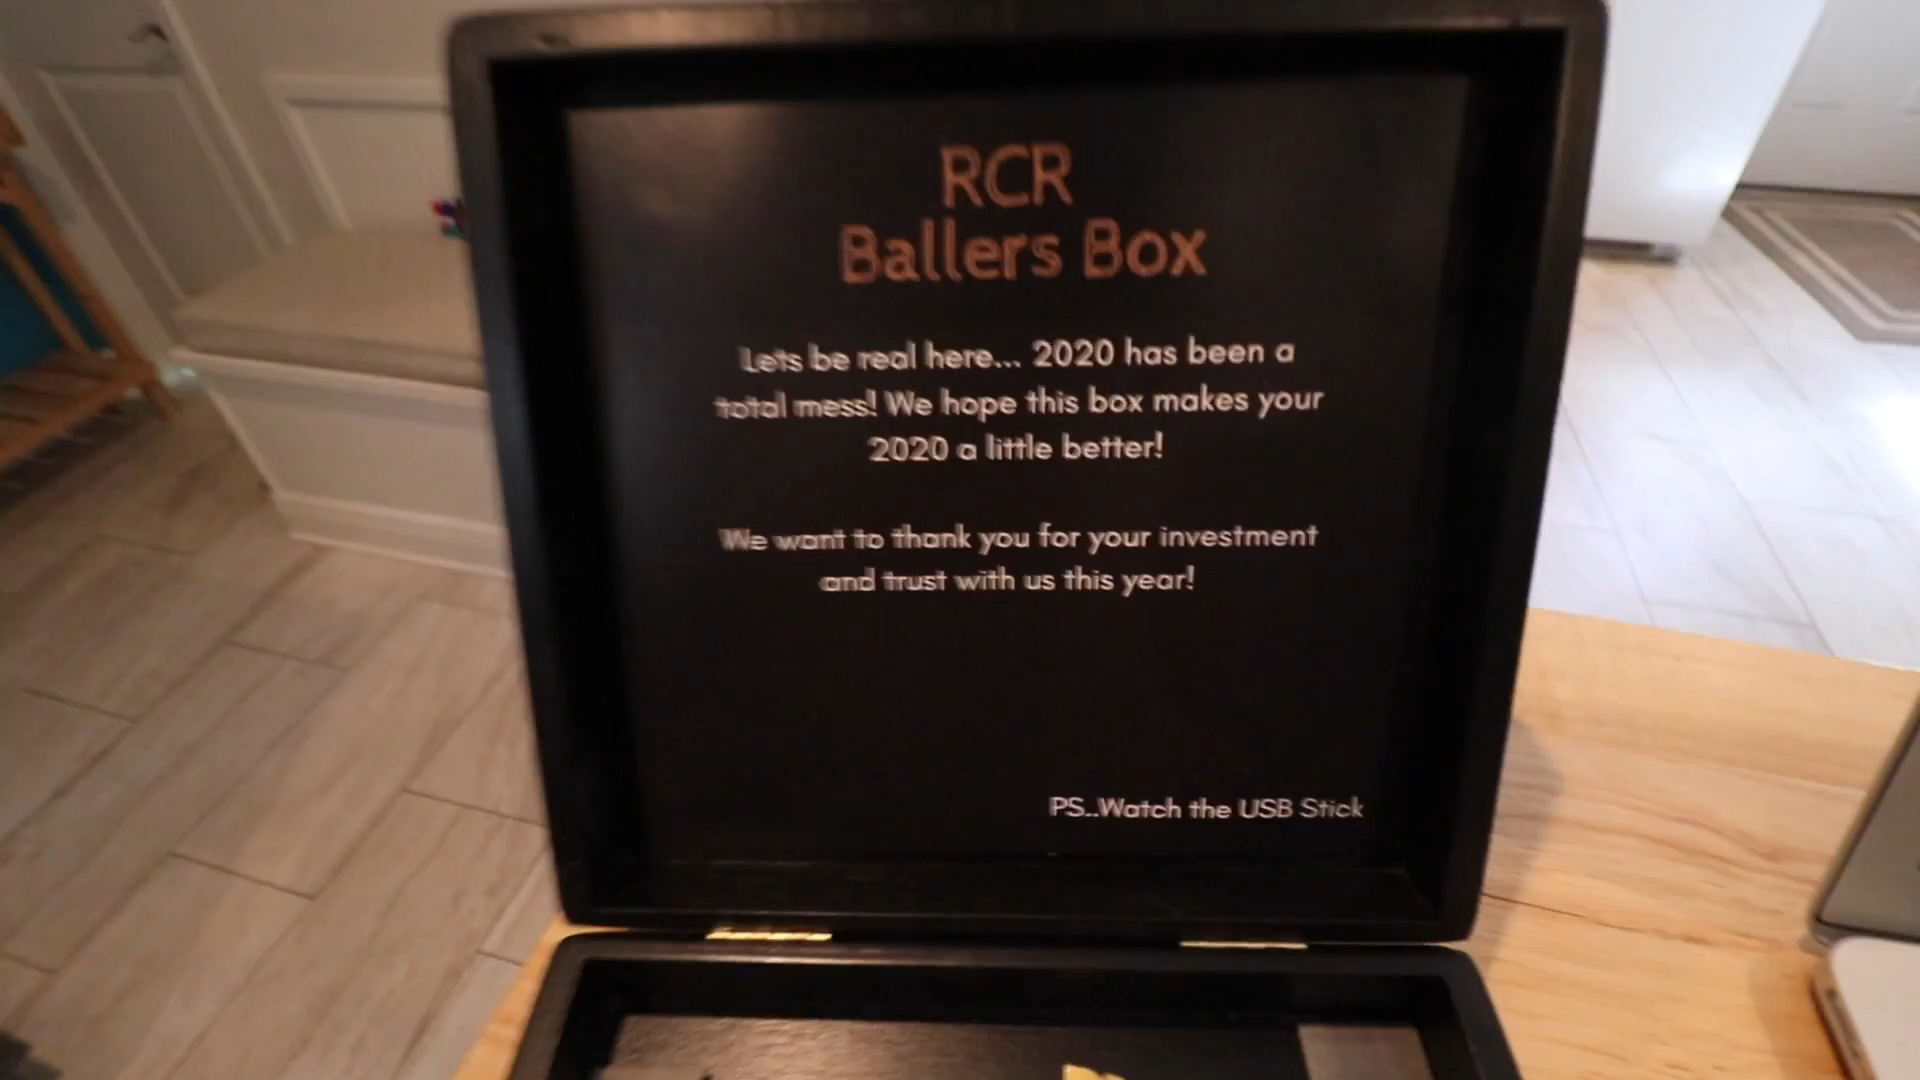 RCR
Ballers Box
Lets be real here... 2020 has been a
total mess! We hope this box makes your
2020 a little better!
We want to thank you for your investment
and trust with us this year!
PS..Watch the USB Stick